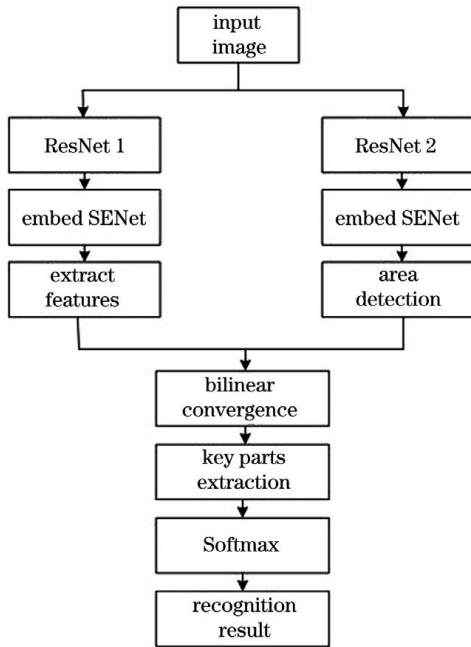 input
image
ResNet 1
ResNet 2
embed SENet
embed SENet
extract
features
area
detection
bilinear
convergence
key parts
extraction
Softmax
recognition
result